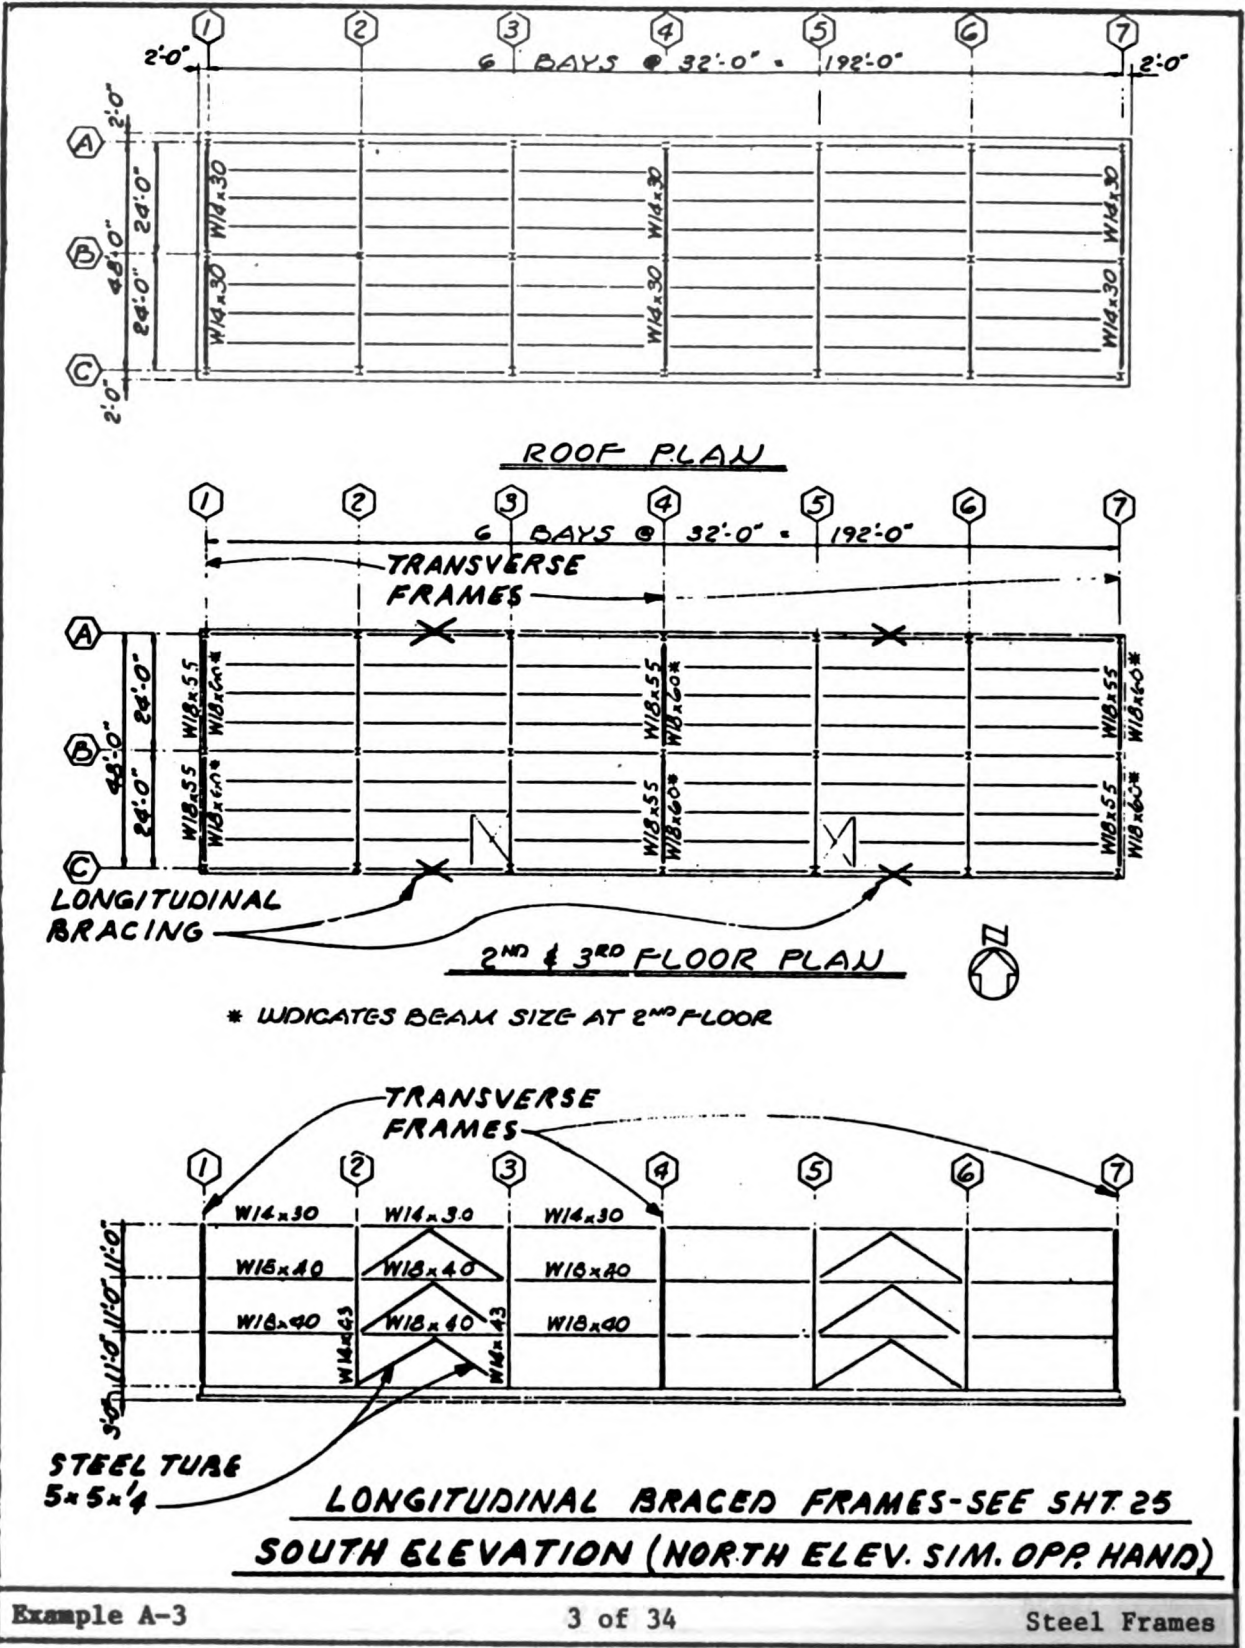 1 2 3 4 5 6 7
2'-0" 6 BAYS @ 32'-0" = 192'-0" 2'-0"
2'-0"
A
24'-0"
W14x30 W14x30 W14x30
B
48'-0"
24'-0"
W14x30 W14x30 W14x30
C
2'-0"
ROOF PLAN
1 2 3 4 5 6 7
6 BAYS @ 32'-0" = 192'-0"
TRANSVERSE
FRAMES
A
24'-0"
W18x55 W18x60* W18x55 W18x60* W18x55 W18x60*
B
48'-0"
24'-0"
W18x55 W18x60* W18x55 W18x60* W18x55 W18x60*
C
LONGITUDINAL
BRACING
2ND & 3RD FLOOR PLAN
N
* INDICATES BEAM SIZE AT 2ND FLOOR
TRANSVERSE
FRAMES
1 2 3 4 5 6 7
W14x30 W14x30 W14x30
11'-0"
W18x40 W18x40 W18x40
11'-0"
W18x40 W18x40 W18x40
11'-0"
W14x43 W14x43
3'-0"
STEEL TUBE
5x5x1/4
LONGITUDINAL BRACED FRAMES-SEE SHT. 25
SOUTH ELEVATION (NORTH ELEV. SIM. OPP. HAND)
Example A-3 3 of 34 Steel Frames